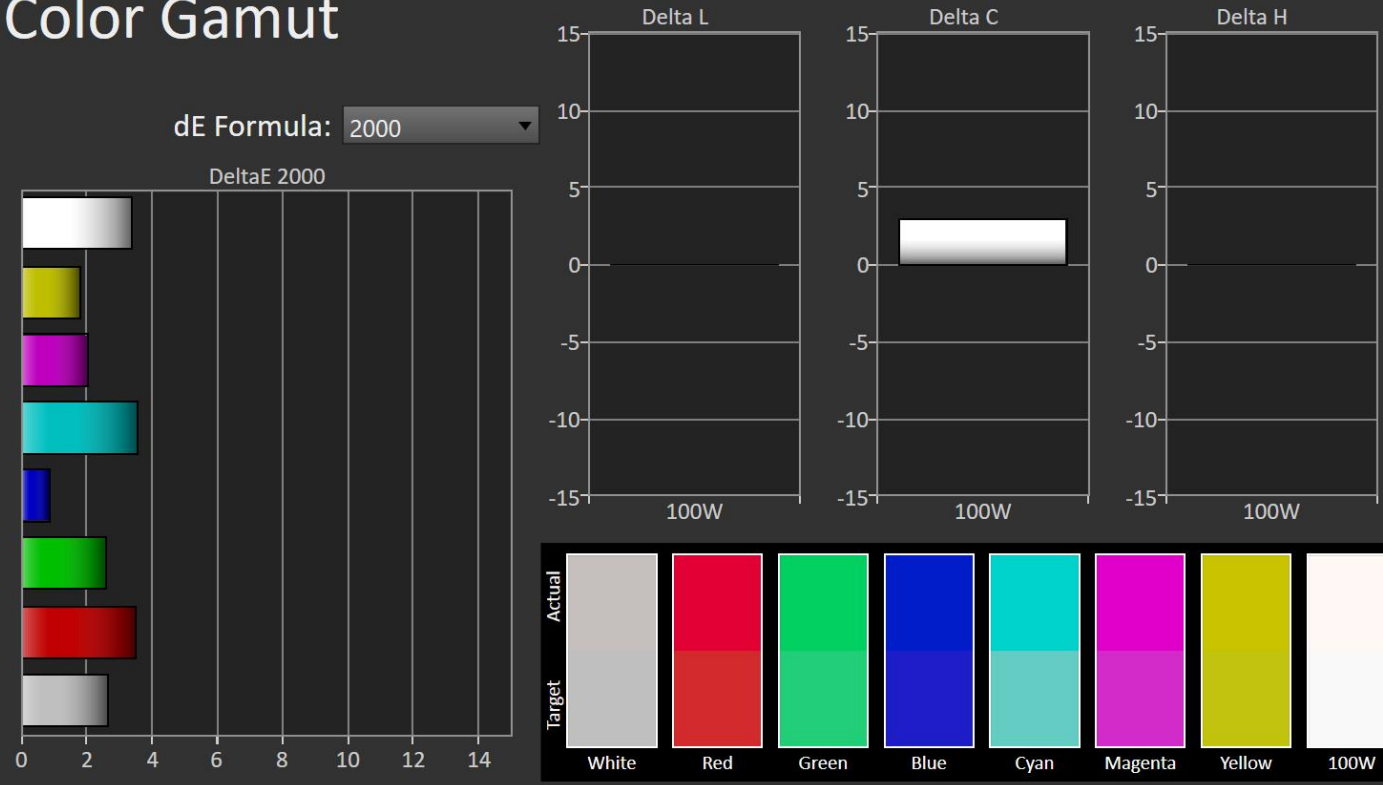 Color Gamut
dE Formula: 2000
DeltaE 2000
0 2 4 6 8 10 12 14
Delta L
15
10
5
0
-5
-10
-15
100W
Delta C
15
10
5
0
-5
-10
-15
100W
Delta H
15
10
5
0
-5
-10
-15
100W
Actual
Target
White Red Green Blue Cyan Magenta Yellow 100W